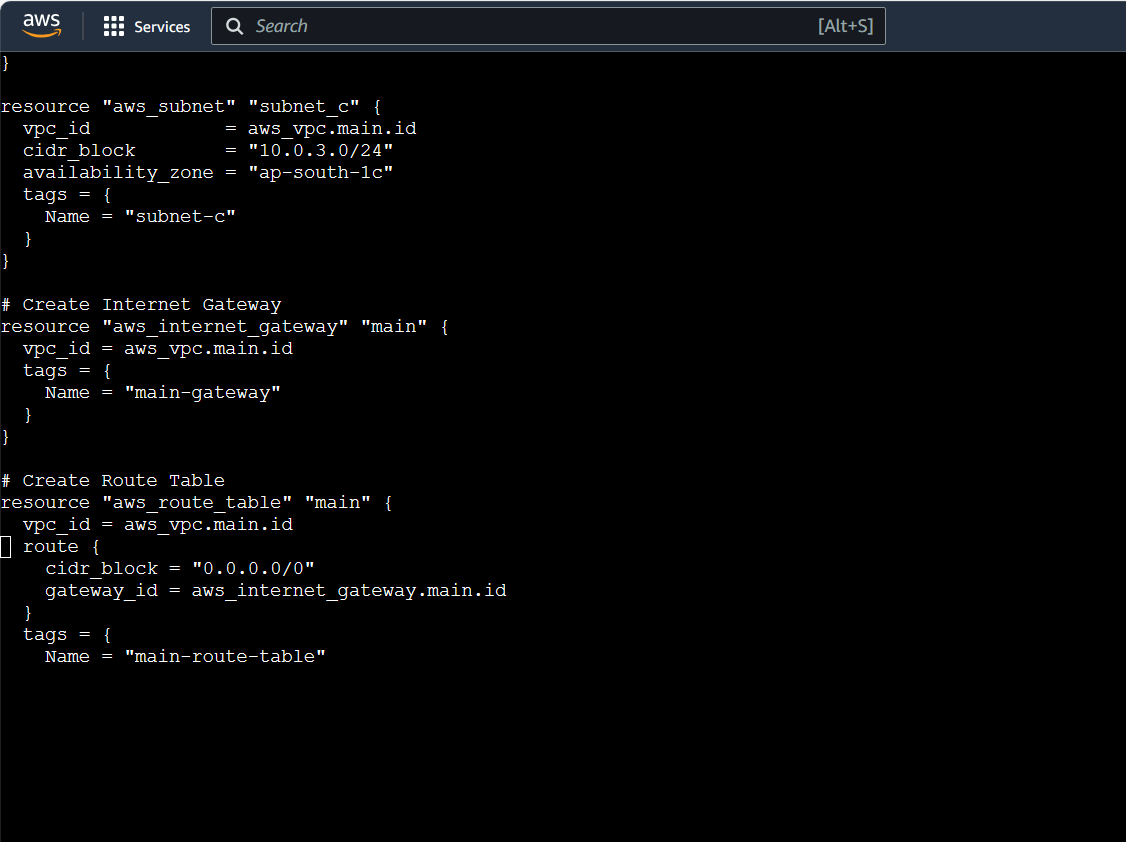 aws Services Search [Alt+S]
}
resource "aws_subnet" "subnet_c" {
  vpc_id            = aws_vpc.main.id
  cidr_block        = "10.0.3.0/24"
  availability_zone = "ap-south-1c"
  tags = {
    Name = "subnet-c"
  }
}
# Create Internet Gateway
resource "aws_internet_gateway" "main" {
  vpc_id = aws_vpc.main.id
  tags = {
    Name = "main-gateway"
  }
}
# Create Route Table
resource "aws_route_table" "main" {
  vpc_id = aws_vpc.main.id
  route {
    cidr_block = "0.0.0.0/0"
    gateway_id = aws_internet_gateway.main.id
  }
  tags = {
    Name = "main-route-table"